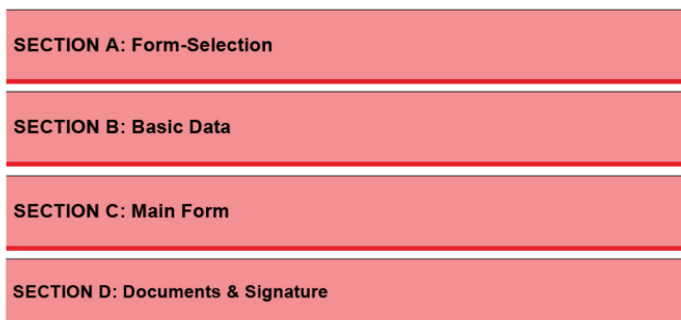 SECTION A: Form-Selection
SECTION B: Basic Data
SECTION C: Main Form
SECTION D: Documents & Signature